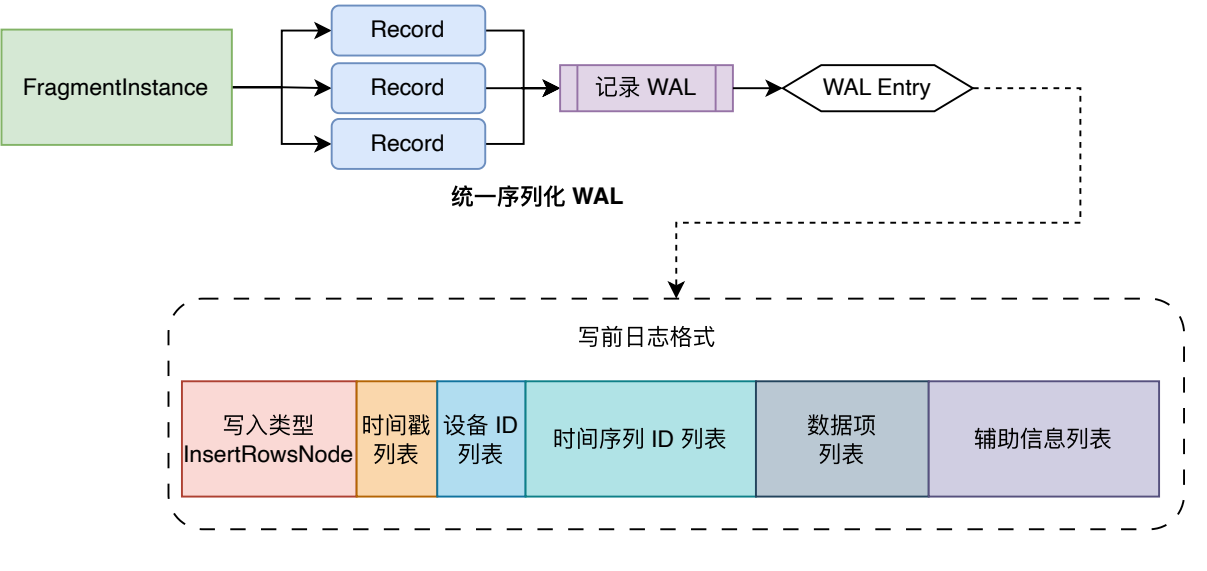 FragmentInstance
Record
Record
Record
记录 WAL
WAL Entry
统一序列化 WAL
写前日志格式
写入类型
InsertRowsNode
时间戳
列表
设备 ID
列表
时间序列 ID 列表
数据项
列表
辅助信息列表